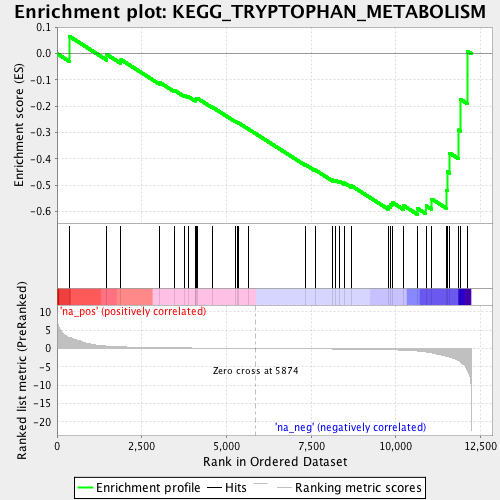 Enrichment plot: KEGG_TRYPTOPHAN_METABOLISM
Enrichment score (ES)
0.1
0.0
-0.1
-0.2
-0.3
-0.4
-0.5
-0.6
'na_pos' (positively correlated)
Ranked list metric (PreRanked)
10
5
0
-5
-10
-15
-20
Zero cross at 5874
'na_neg' (negatively correlated)
0
2,500
5,000
7,500
10,000
12,500
Rank in Ordered Dataset
Enrichment profile
Hits
Ranking metric scores